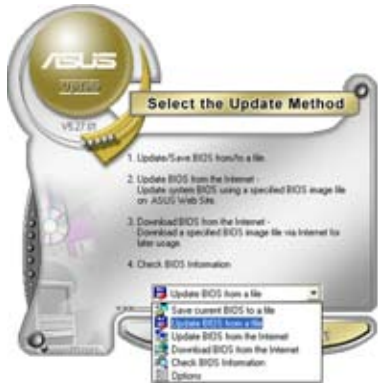 ASUS
Update
Select the Update Method
1. Update/Save BIOS from/to a file.
2. Update BIOS from the Internet -
Update system BIOS using a specified BIOS image file
on ASUS Web Site.
3. Download BIOS from the Internet -
Download a specified BIOS image file via Internet for
later usage.
4. Check BIOS Information
Update BIOS from a file
Save current BIOS to a file
Update BIOS from a file
Update BIOS from the Internet
Download BIOS from the Internet
Check BIOS Information
Options